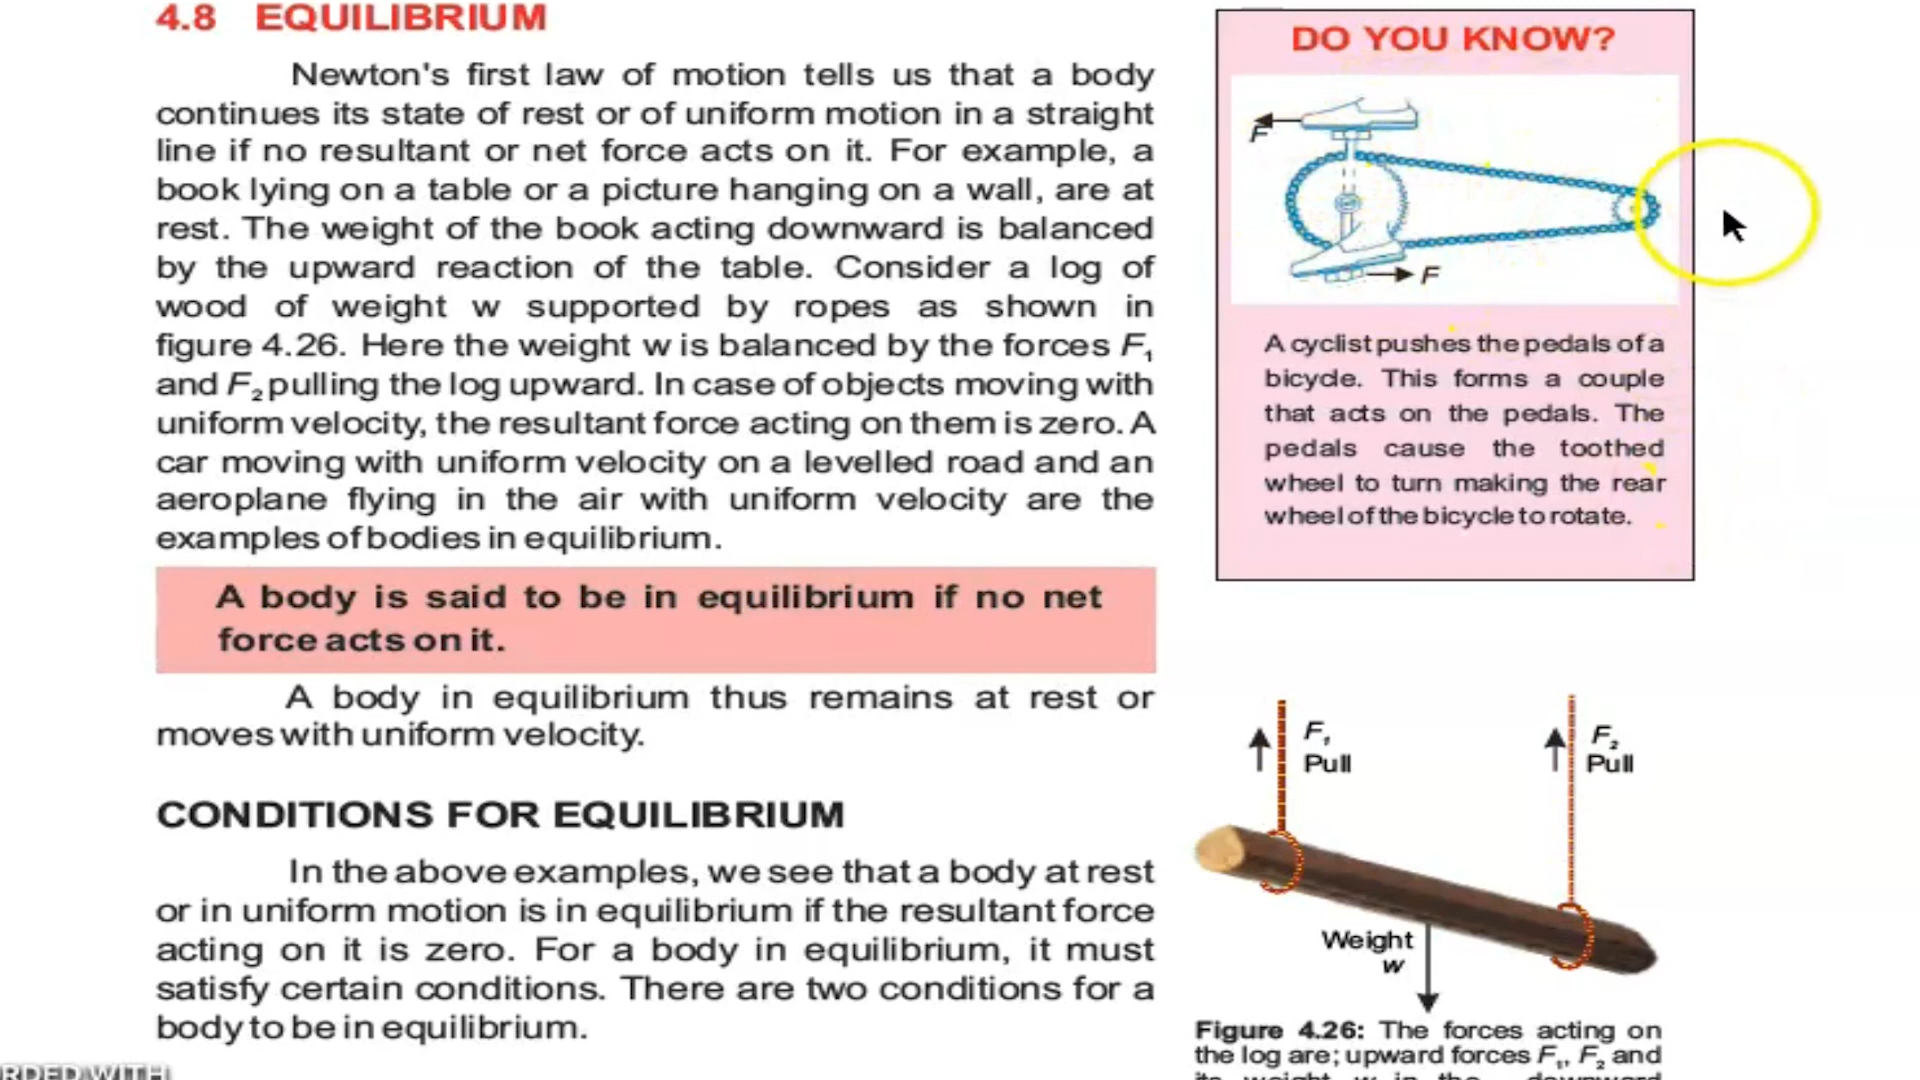 4.8 EQUILIBRIUM
Newton's first law of motion tells us that a body
continues its state of rest or of uniform motion in a straight
line if no resultant or net force acts on it. For example, a
book lying on a table or a picture hanging on a wall, are at
rest. The weight of the book acting downward is balanced
by the upward reaction of the table. Consider a log of
wood of weight w supported by ropes as shown in
figure 4.26. Here the weight w is balanced by the forces F₁
and F₂ pulling the log upward. In case of objects moving with
uniform velocity, the resultant force acting on them is zero. A
car moving with uniform velocity on a levelled road and an
aeroplane flying in the air with uniform velocity are the
examples of bodies in equilibrium.
A body is said to be in equilibrium if no net
force acts on it.
A body in equilibrium thus remains at rest or
moves with uniform velocity.
CONDITIONS FOR EQUILIBRIUM
In the above examples, we see that a body at rest
or in uniform motion is in equilibrium if the resultant force
acting on it is zero. For a body in equilibrium, it must
satisfy certain conditions. There are two conditions for a
body to be in equilibrium.
DO YOU KNOW?
F
F
A cyclist pushes the pedals of a
bicycle. This forms a couple
that acts on the pedals. The
pedals cause the toothed
wheel to turn making the rear
wheel of the bicycle to rotate.
F₁
Pull
F₂
Pull
Weight
w
Figure 4.26: The forces acting on
the log are; upward forces F₁, F₂ and
its weight w in the downward